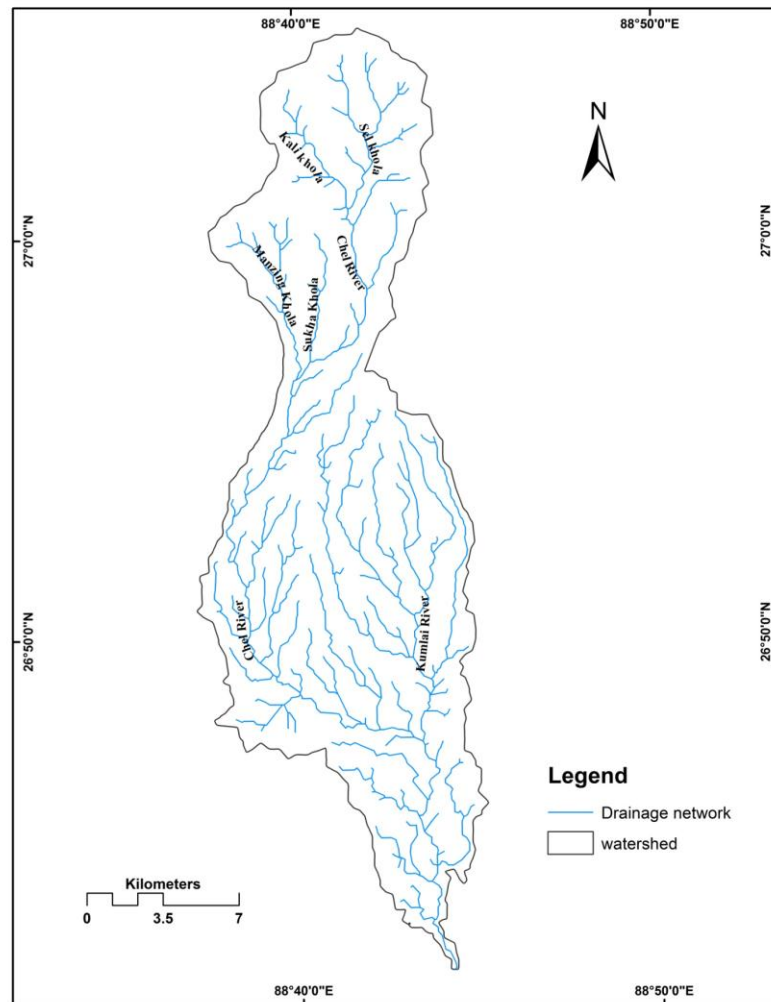 88°40'0"E
88°50'0"E
N
Sel khola
Kali khola
27°0'0"N
27°0'0"N
Chel River
Manzing Khola
Sukha Khola
Chel River
Kumlai River
26°50'0"N
26°50'0"N
Legend
Drainage network
watershed
Kilometers
0 3.5 7
88°40'0"E
88°50'0"E